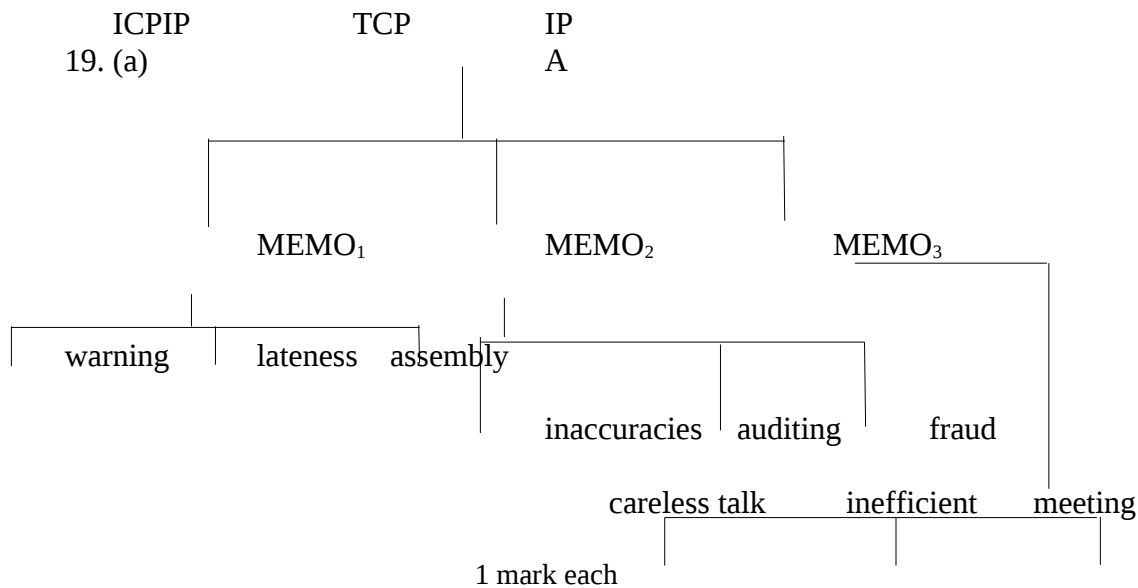 ICPIP TCP IP
19. (a) A
MEMO₁ MEMO₂ MEMO₃
warning lateness assembly
inaccuracies auditing fraud
careless talk inefficient meeting
1 mark each